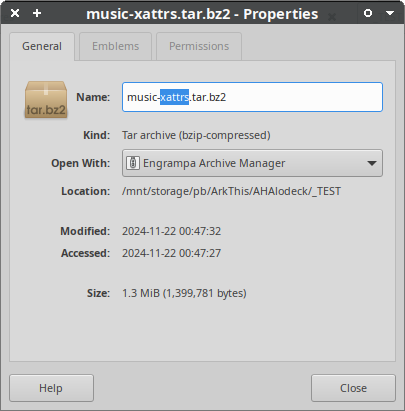 music-xattrs.tar.bz2 - Properties
General Emblems Permissions
tar.bz2
Name: music-xattrs.tar.bz2
Kind: Tar archive (bzip-compressed)
Open With: Engrampa Archive Manager
Location: /mnt/storage/pb/ArkThis/AHAlodeck/_TEST
Modified: 2024-11-22 00:47:32
Accessed: 2024-11-22 00:47:27
Size: 1.3 MiB (1,399,781 bytes)
Help Close